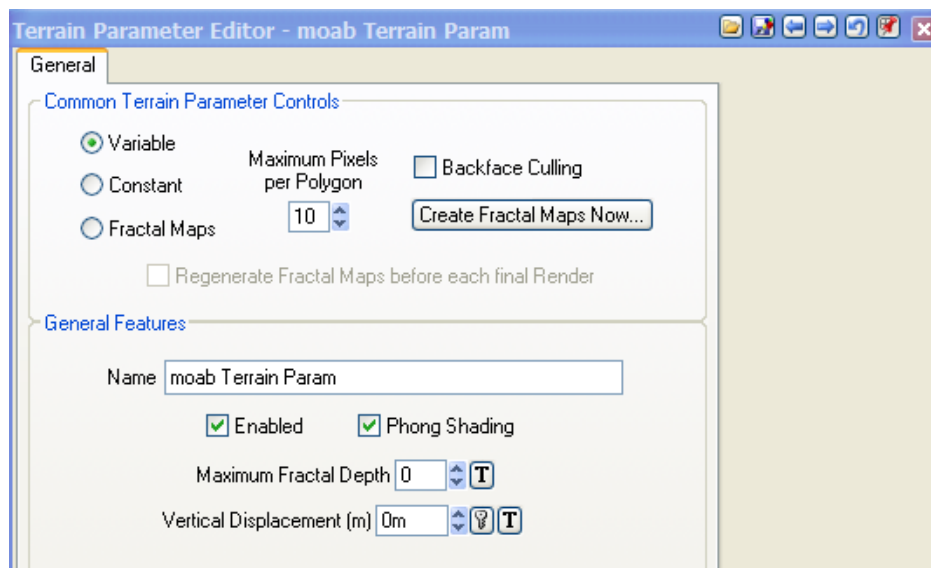 Terrain Parameter Editor - moab Terrain Param
General
Common Terrain Parameter Controls
Variable
Constant
Fractal Maps
Maximum Pixels
per Polygon
10
Backface Culling
Create Fractal Maps Now...
Regenerate Fractal Maps before each final Render
General Features
Name moab Terrain Param
Enabled Phong Shading
Maximum Fractal Depth 0 T
Vertical Displacement (m) 0m T